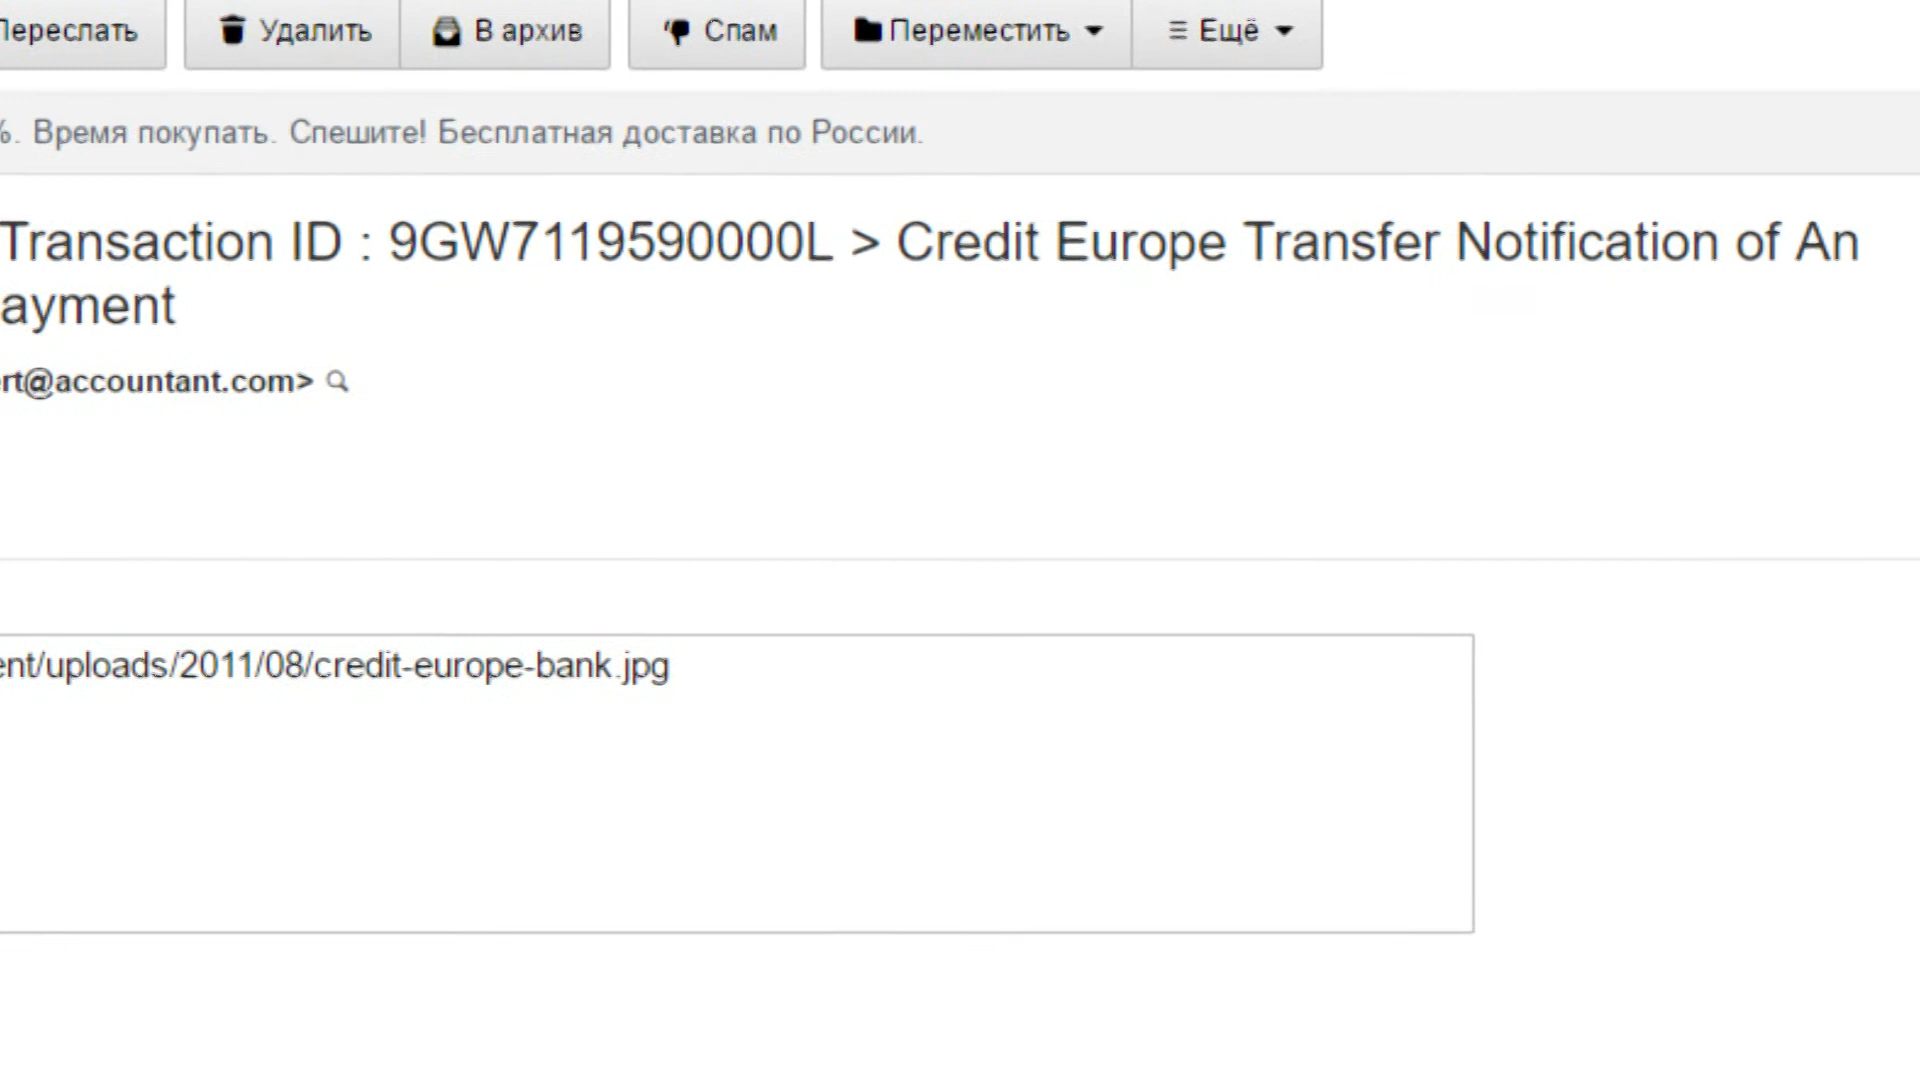 Переслать Удалить В архив Спам Переместить Ещё
%. Время покупать. Спешите! Бесплатная доставка по России.
Transaction ID : 9GW7119590000L > Credit Europe Transfer Notification of An
ayment
rt@accountant.com>
ent/uploads/2011/08/credit-europe-bank.jpg